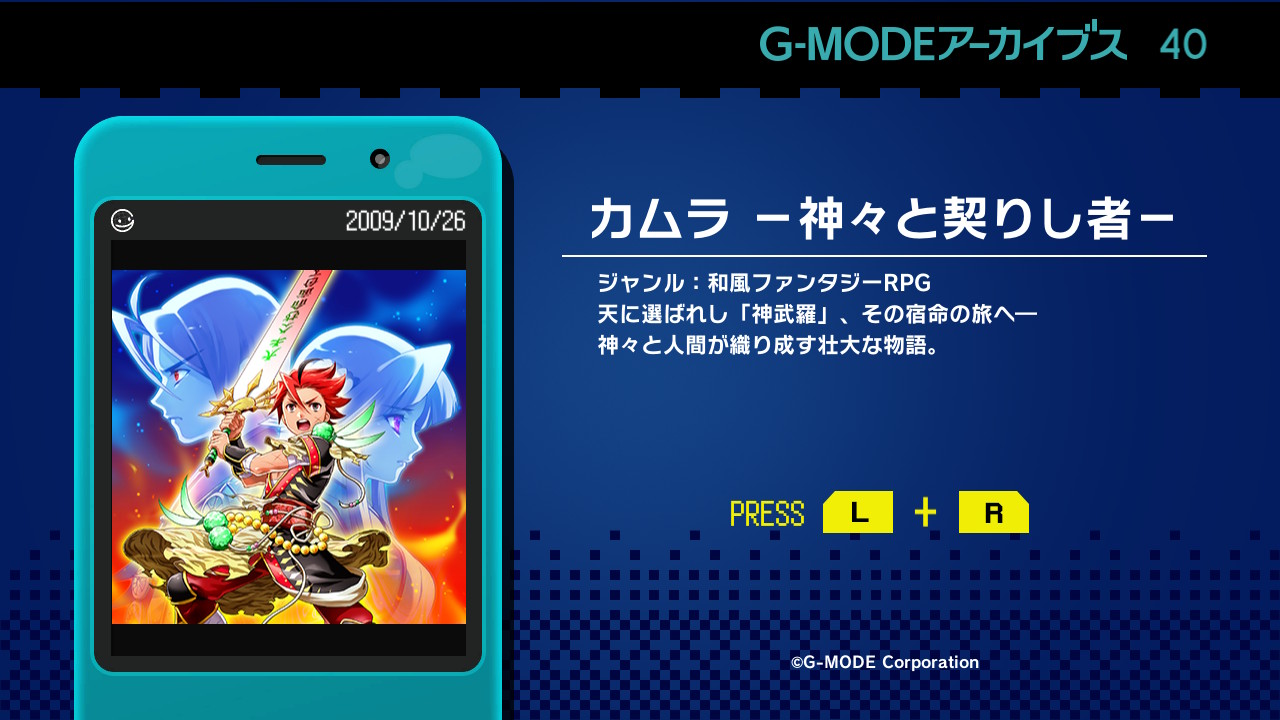 G-MODEアーカイブス 40
2009/10/26
カムラ －神々と契りし者－
ジャンル：和風ファンタジーRPG
天に選ばれし「神武羅」、その宿命の旅へ―
神々と人間が織り成す壮大な物語。
PRESS L + R
©G-MODE Corporation